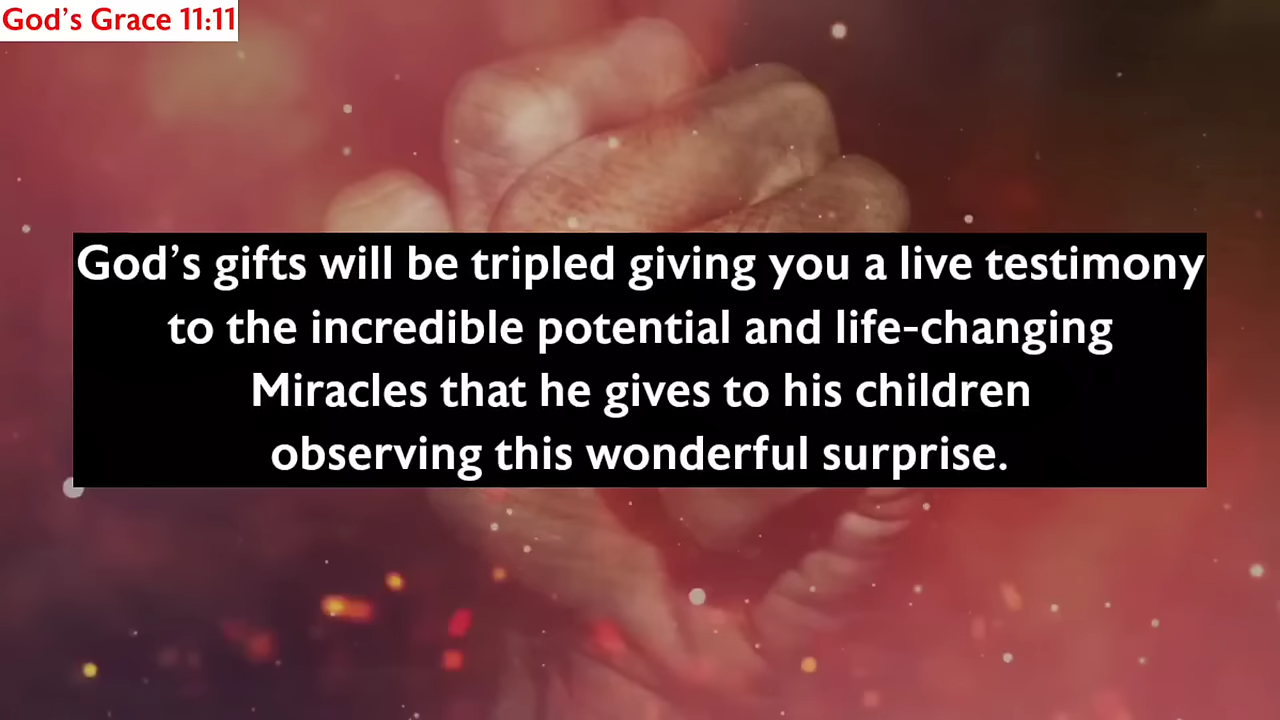 God’s Grace 11:11
God’s gifts will be tripled giving you a live testimony
to the incredible potential and life-changing
Miracles that he gives to his children
observing this wonderful surprise.